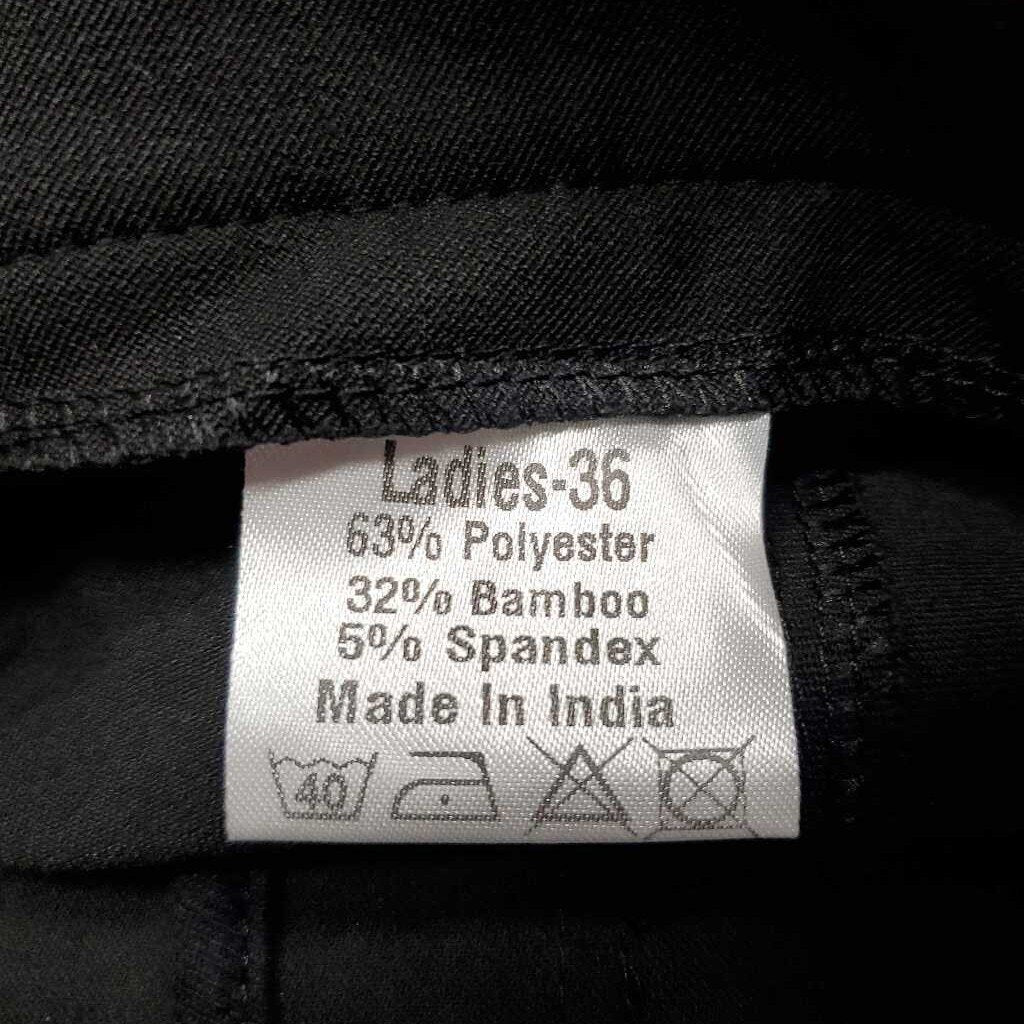 Ladies-36
63% Polyester
32% Bamboo
5% Spandex
Made In India
40